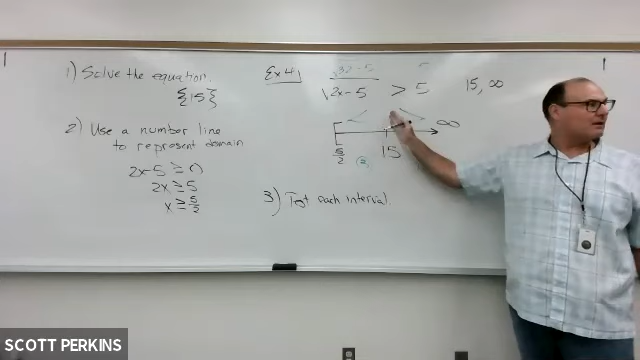 1) Solve the equation.
{15}
2) Use a number line
to represent domain
2x-5 ≥ 0
2x ≥ 5
x ≥ 5/2
Ex 4)
√2x-5 > 5
15, ∞
∞
5/2
15
3) Test each interval.
SCOTT PERKINS